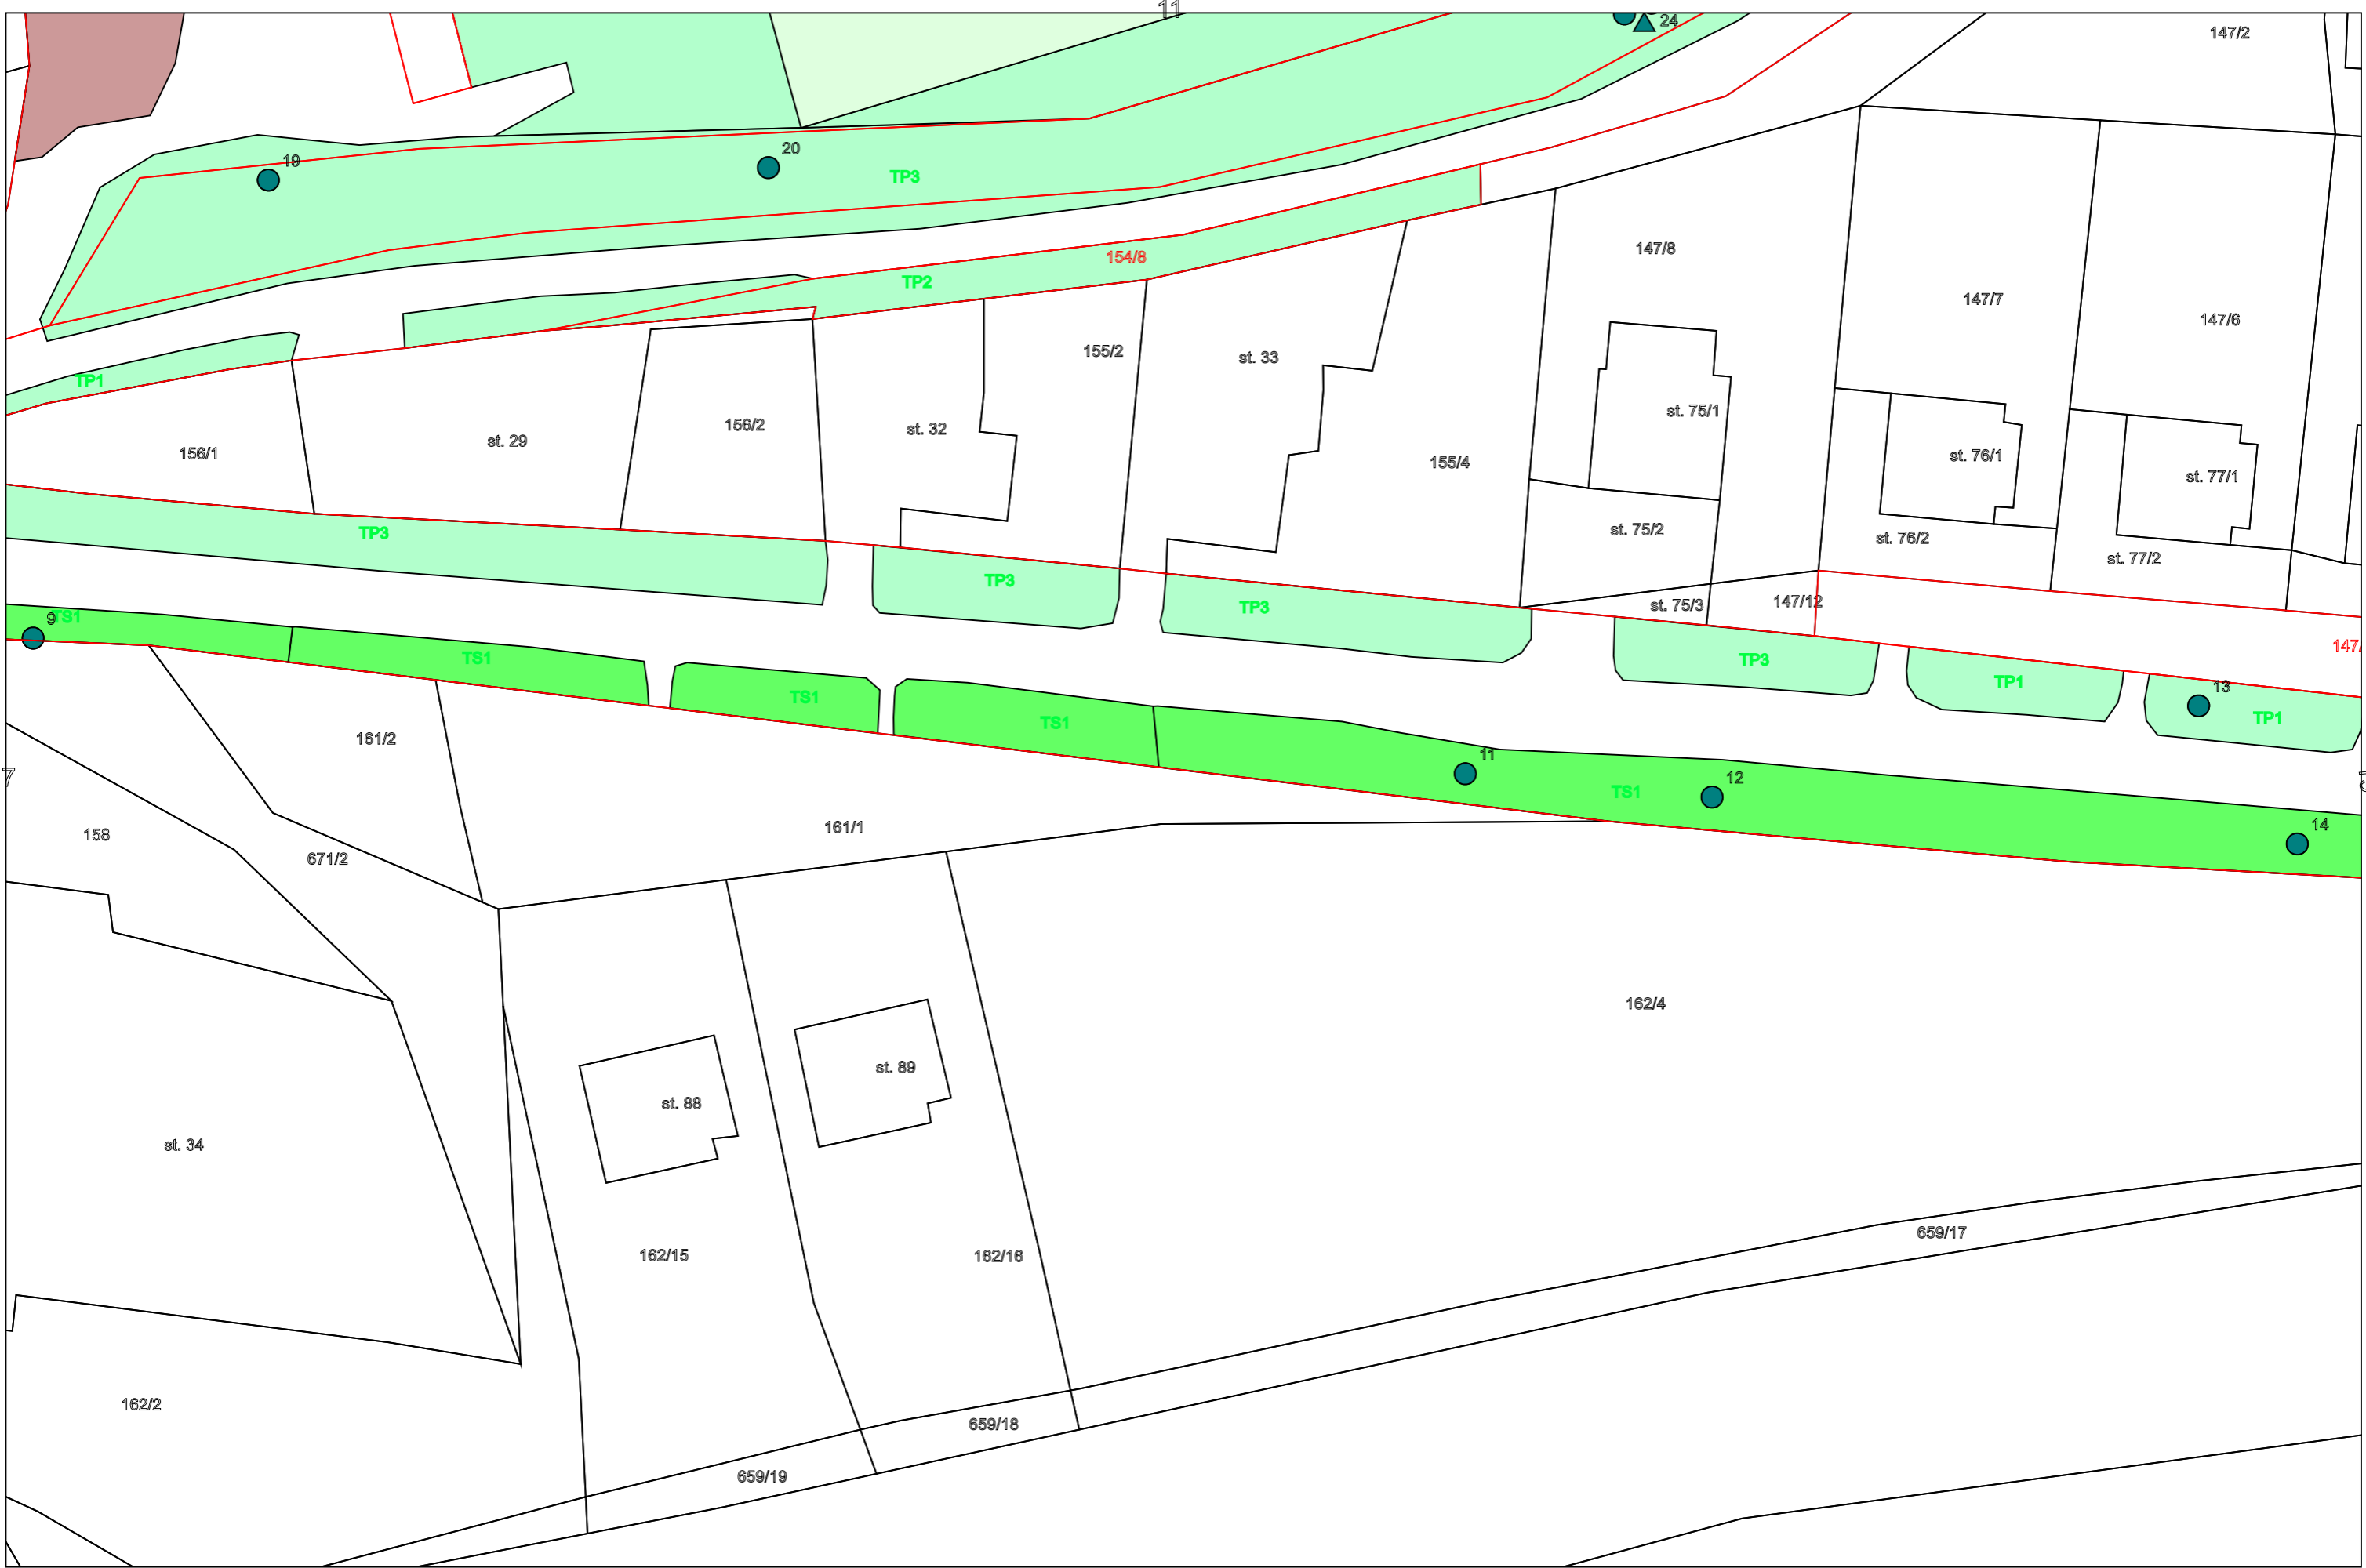 11
24
147/2
19
20
TP3
147/8
154/8
TP2
147/7
147/6
155/2
st. 33
TP1
st. 75/1
156/2
st. 32
st. 29
156/1
155/4
st. 76/1
st. 77/1
TP3
st. 75/2
st. 76/2
st. 77/2
TP3
TP3
st. 75/3
147/12
9
TS1
147/
TS1
TP3
TP1
13
TP1
TS1
TS1
161/2
11
12
TS1
7
14
161/1
158
671/2
162/4
st. 89
st. 88
st. 34
659/17
162/15
162/16
162/2
659/18
659/19